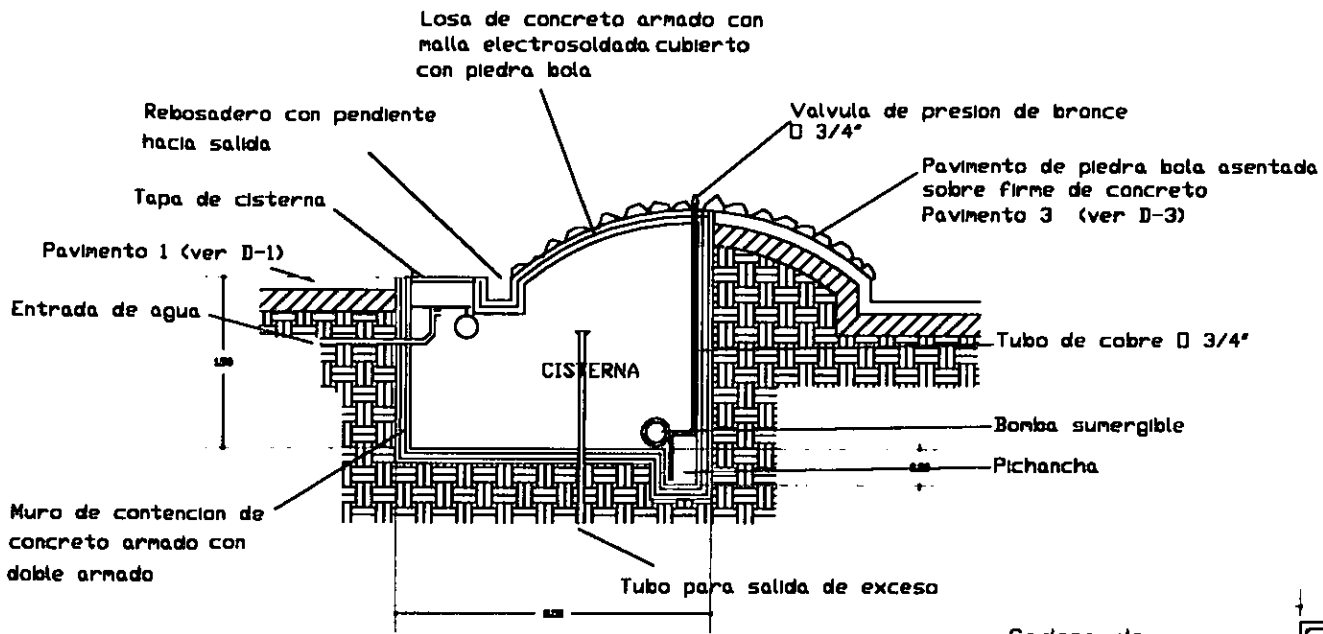 Losa de concreto armado con
malla electrosoldada cubierto
con piedra bola
Rebosadero con pendiente
hacia salida
Valvula de presion de bronce
▯ 3/4"
Pavimento de piedra bola asentada
sobre firme de concreto
Pavimento 3 (ver D-3)
Tapa de cisterna
Pavimento 1 (ver D-1)
Entrada de agua
Tubo de cobre ▯ 3/4"
CISTERNA
Bomba sumergible
Pichancha
Muro de contencion de
concreto armado con
doble armado
Tubo para salida de exceso